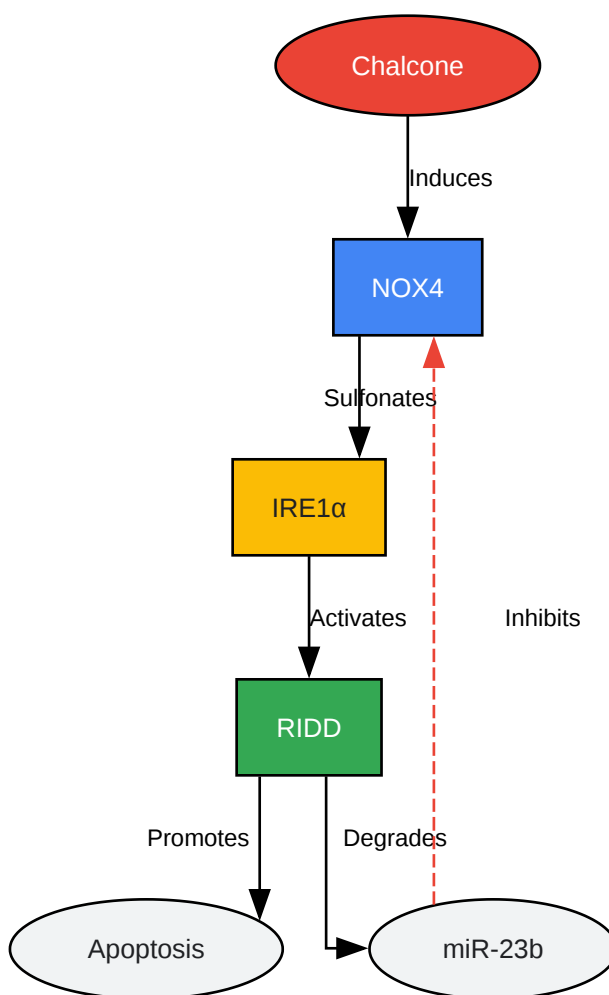 Chalcone
Induces
NOX4
Sulfonates
IRE1α
Activates
Inhibits
RIDD
Promotes
Degrades
Apoptosis
miR-23b